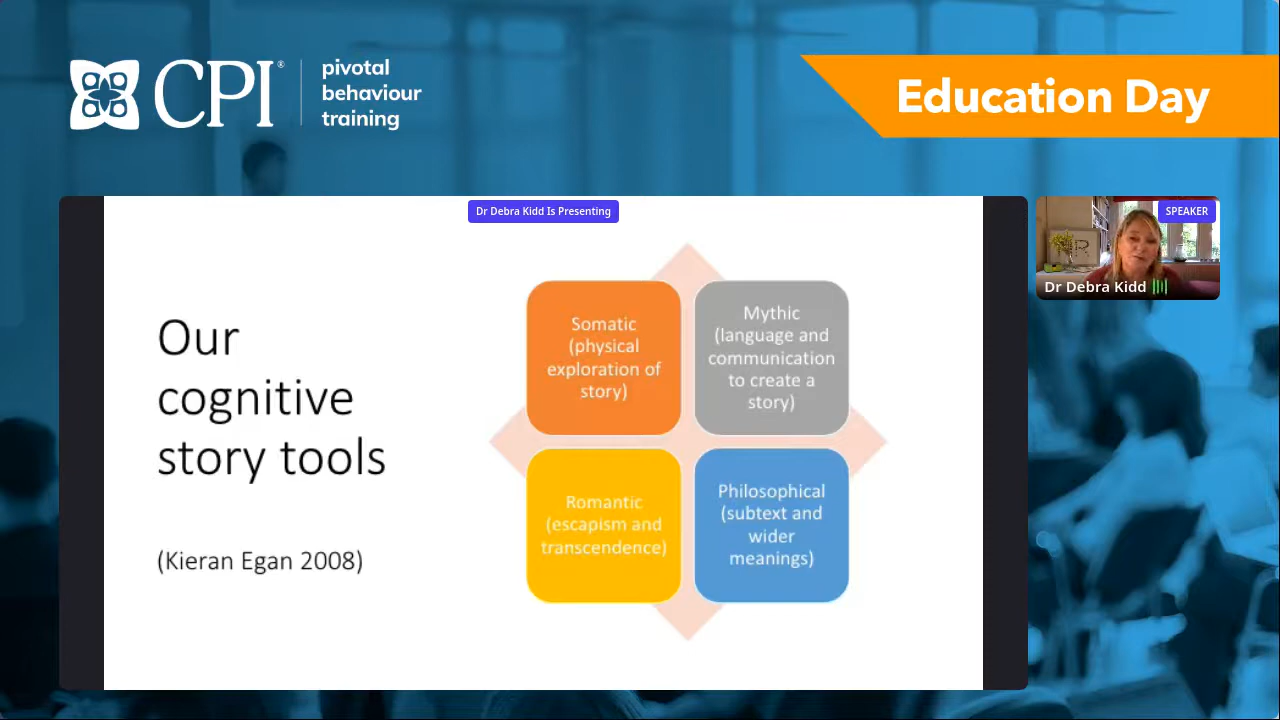 CPI®
pivotal
behaviour
training
Education Day
Dr Debra Kidd Is Presenting
SPEAKER
Dr Debra Kidd
Our
cognitive
story tools
(Kieran Egan 2008)
Somatic
(physical
exploration of
story)
Mythic
(language and
communication
to create a
story)
Romantic
(escapism and
transcendence)
Philosophical
(subtext and
wider
meanings)